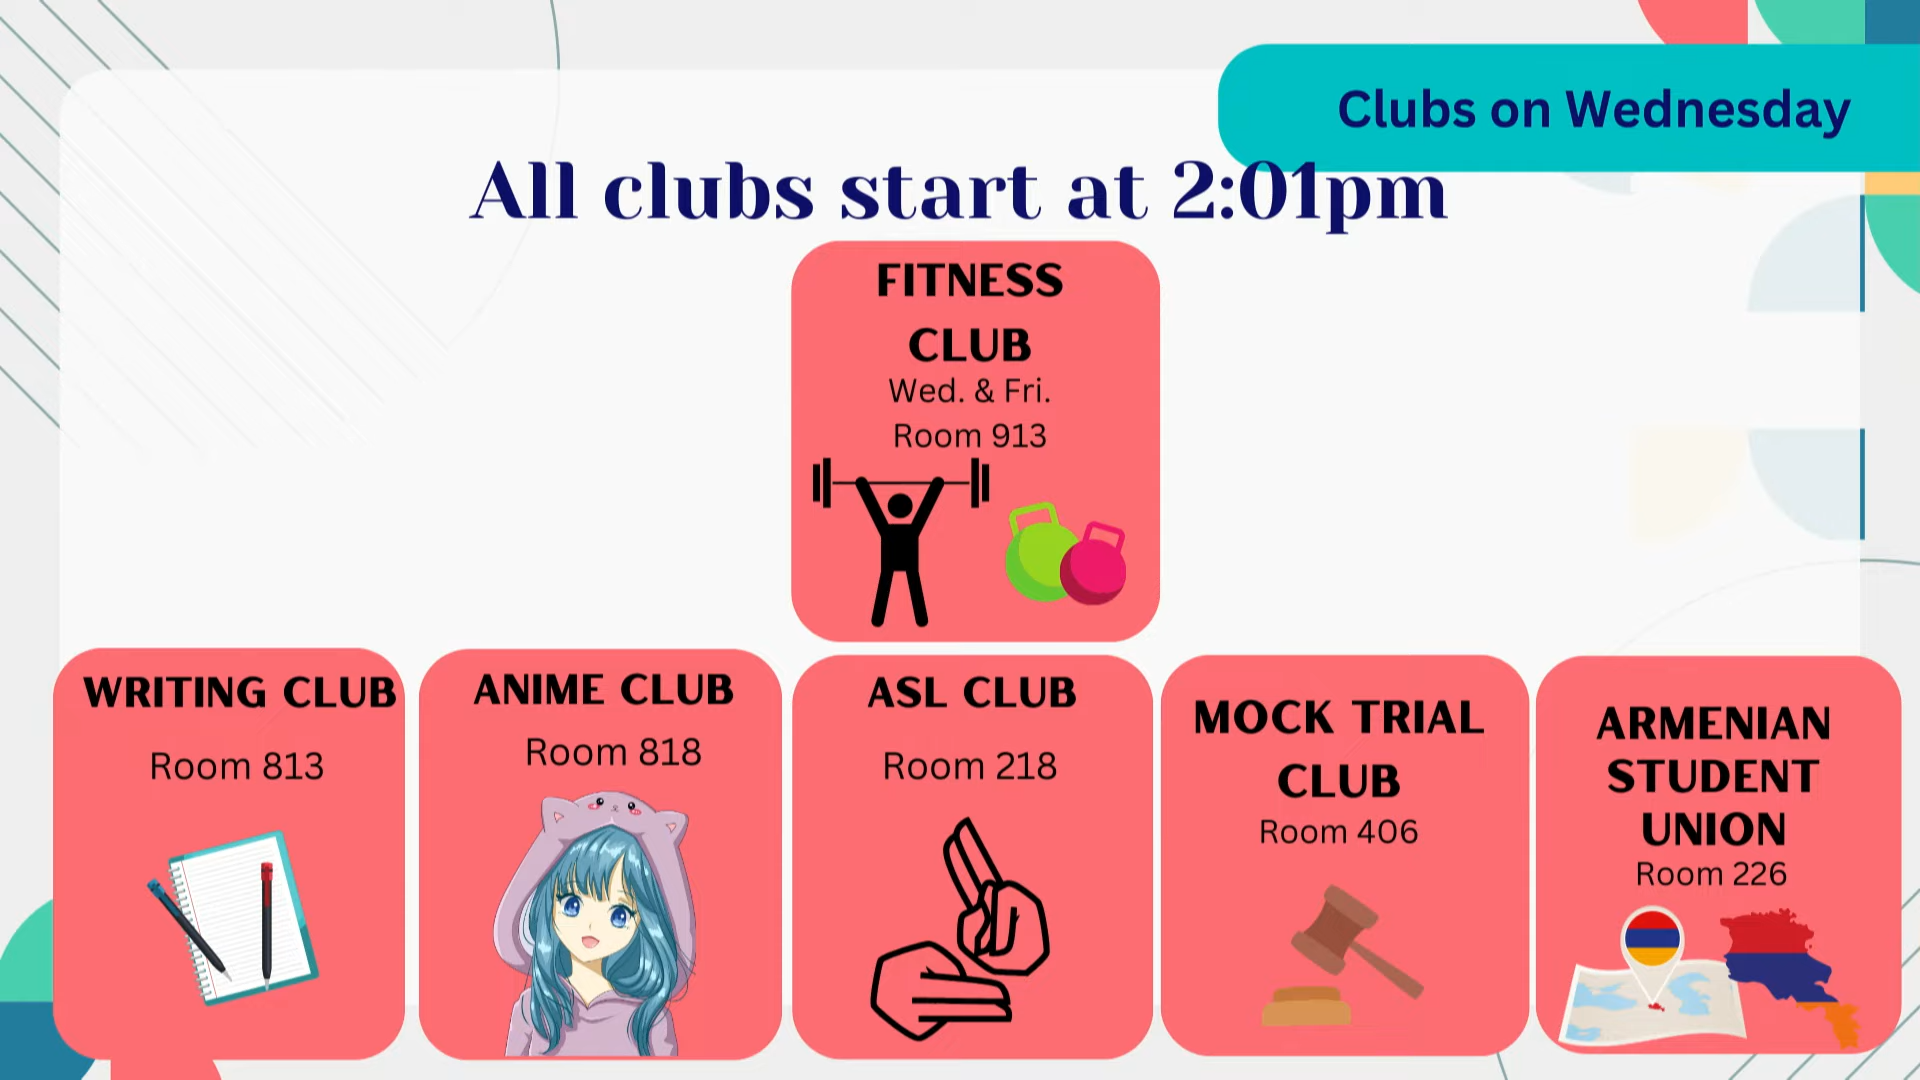 Clubs on Wednesday
All clubs start at 2:01pm
FITNESS
CLUB
Wed. & Fri.
Room 913
WRITING CLUB
Room 813
ANIME CLUB
Room 818
ASL CLUB
Room 218
MOCK TRIAL
CLUB
Room 406
ARMENIAN
STUDENT
UNION
Room 226